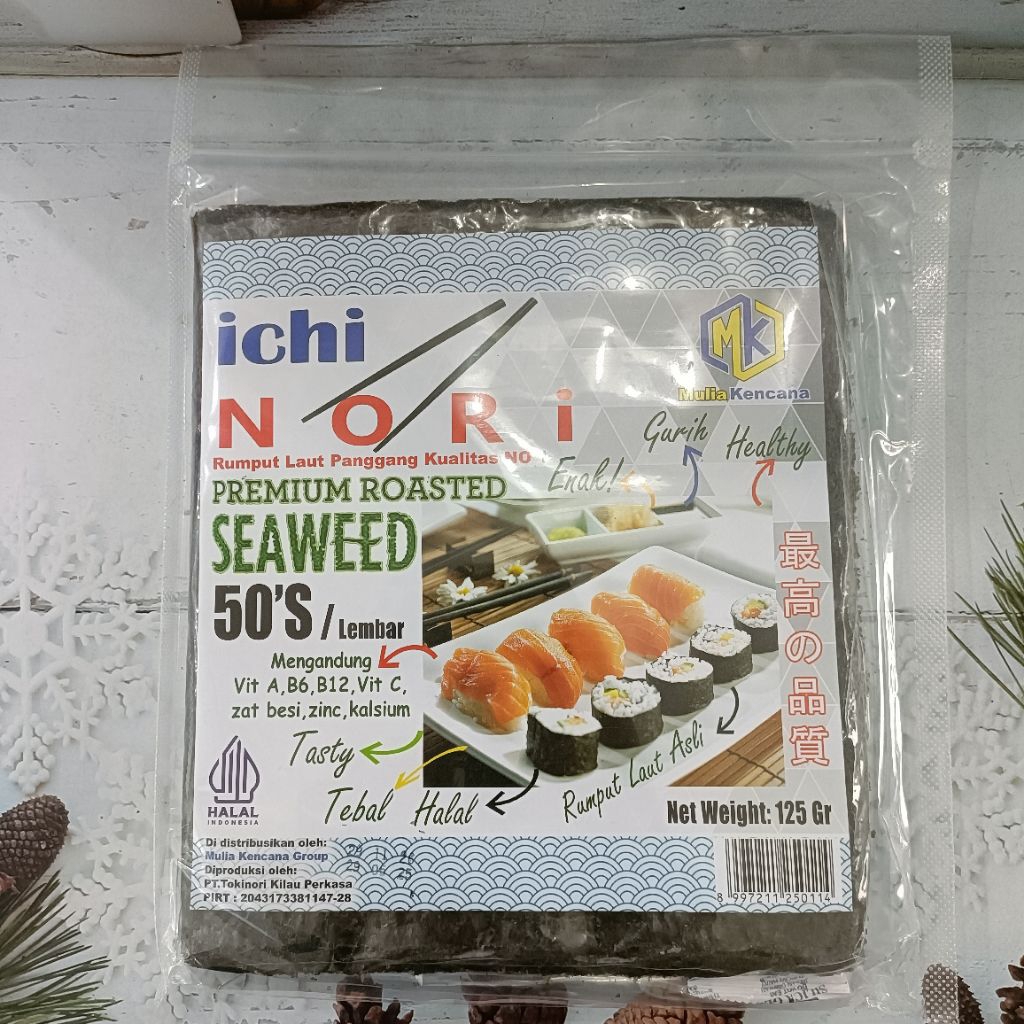 ichi
NORi
MK
Mulia Kencana
Rumput Laut Panggang Kualitas NO
Gurih
Healthy
Enak!
PREMIUM ROASTED
SEAWEED
50'S / Lembar
最高の品質
Mengandung
Vit A,B6,B12,Vit C,
zat besi,zinc,kalsium
Tasty
Tebal
Halal
Rumput Laut Asli
HALAL
INDONESIA
Net Weight: 125 Gr
Di distribusikan oleh:
Mulia Kencana Group
Diproduksi oleh:
PT.Tokinori Kilau Perkasa
PIRT : 2043173381147-28
8 997211 250114